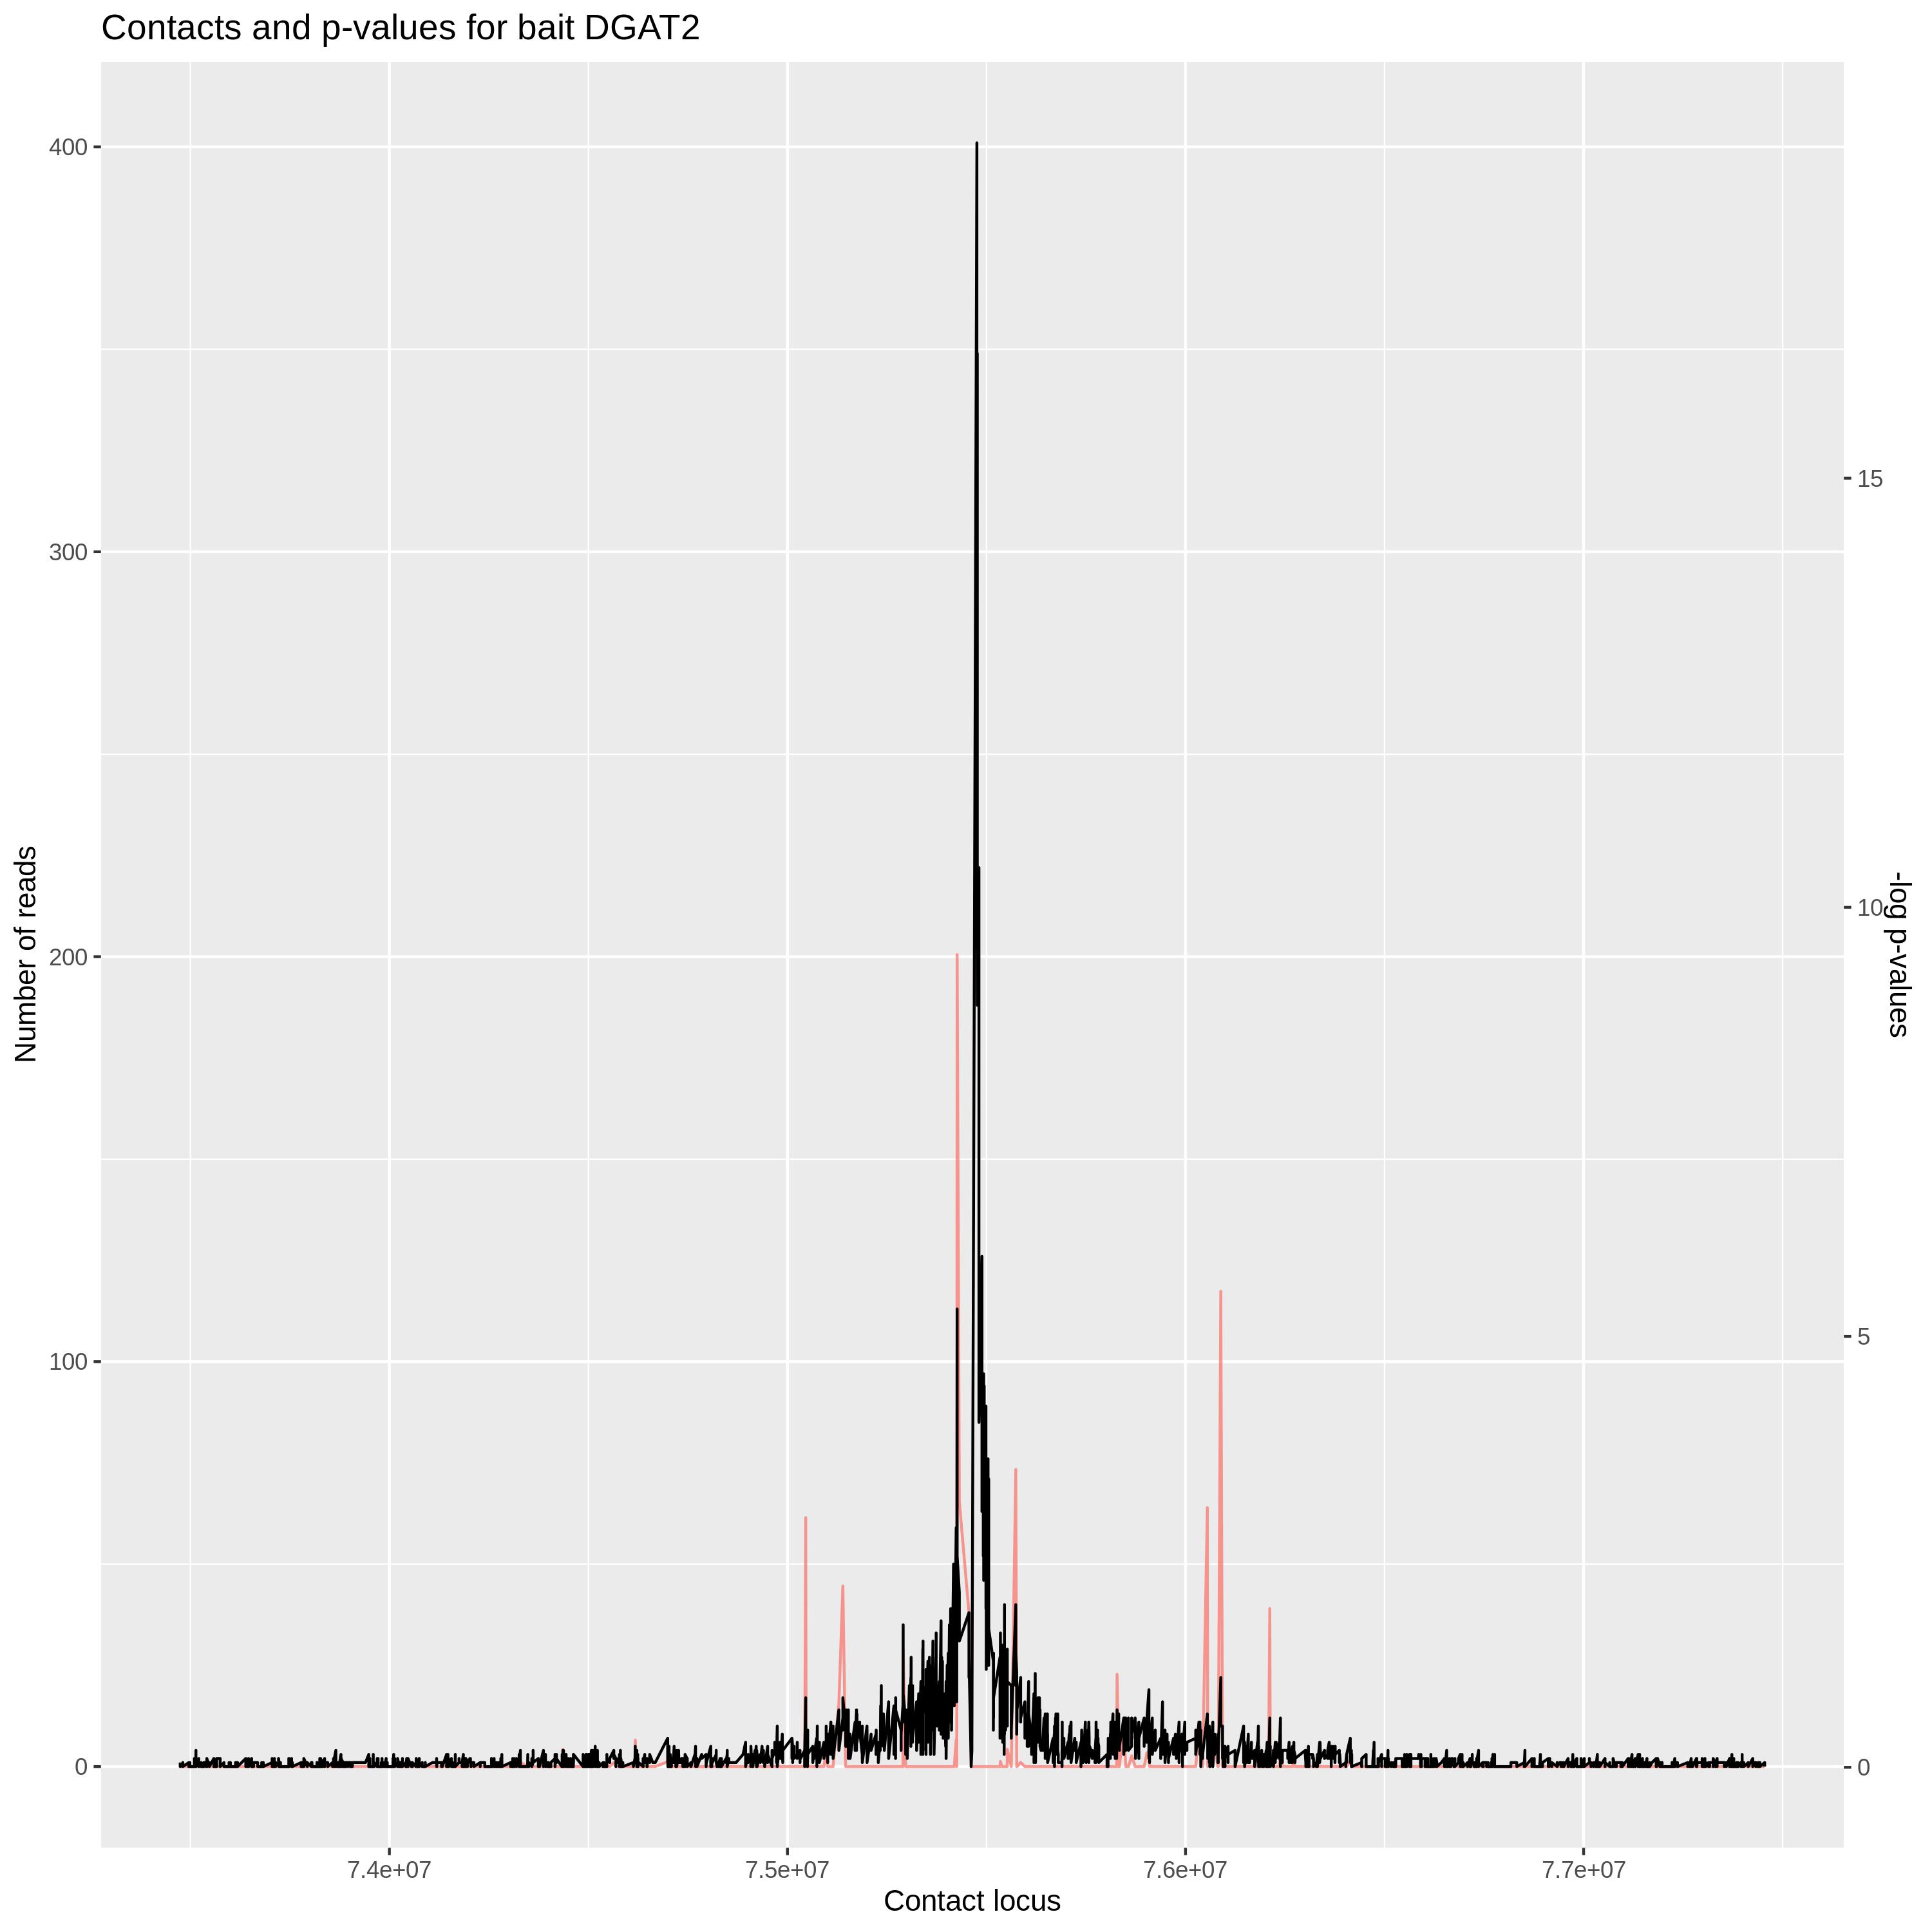 Contacts and p-values for bait DGAT2
400
300
200
100
0
Number of reads
15
10
5
0
-log p-values
7.4e+07
7.5e+07
7.6e+07
7.7e+07
Contact locus